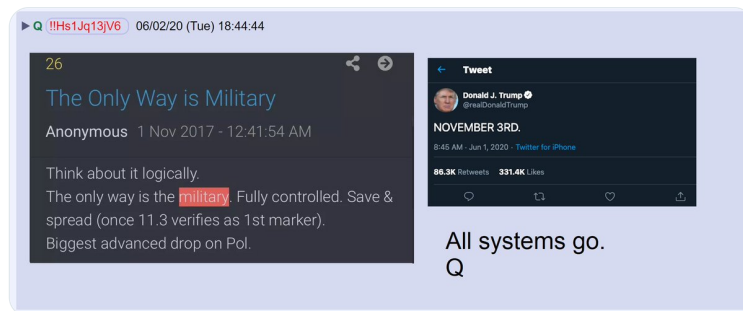 Q !!Hs1Jq13jV6 06/02/20 (Tue) 18:44:44
26
The Only Way is Military
Anonymous 1 Nov 2017 - 12:41:54 AM
Think about it logically.
The only way is the military. Fully controlled. Save &
spread (once 11.3 verifies as 1st marker).
Biggest advanced drop on Pol.
Tweet
Donald J. Trump
@realDonaldTrump
NOVEMBER 3RD.
8:45 AM · Jun 1, 2020 · Twitter for iPhone
86.3K Retweets 331.4K Likes
All systems go.
Q